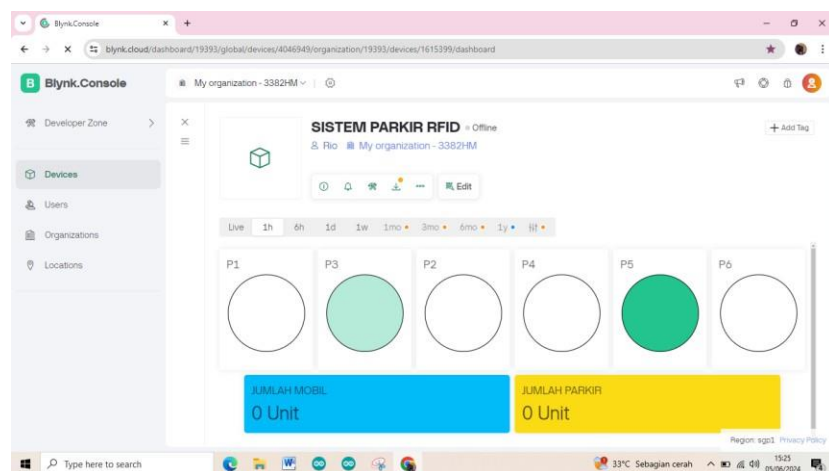 Blynk.Console
blynk.cloud/dashboard/19393/global/devices/4046949/organization/19393/devices/1615399/dashboard
B Blynk.Console
My organization - 3382HM
Developer Zone
Devices
Users
Organizations
Locations
SISTEM PARKIR RFID Offline
Rio My organization - 3382HM
Add Tag
Edit
Live 1h 6h 1d 1w 1mo 3mo 6mo 1y
P1 P3 P2 P4 P5 P6
JUMLAH MOBIL JUMLAH PARKIR
0 Unit 0 Unit
Region: sgp1 Privacy Policy
Type here to search
33°C Sebagian cerah
15:25
05/06/2024